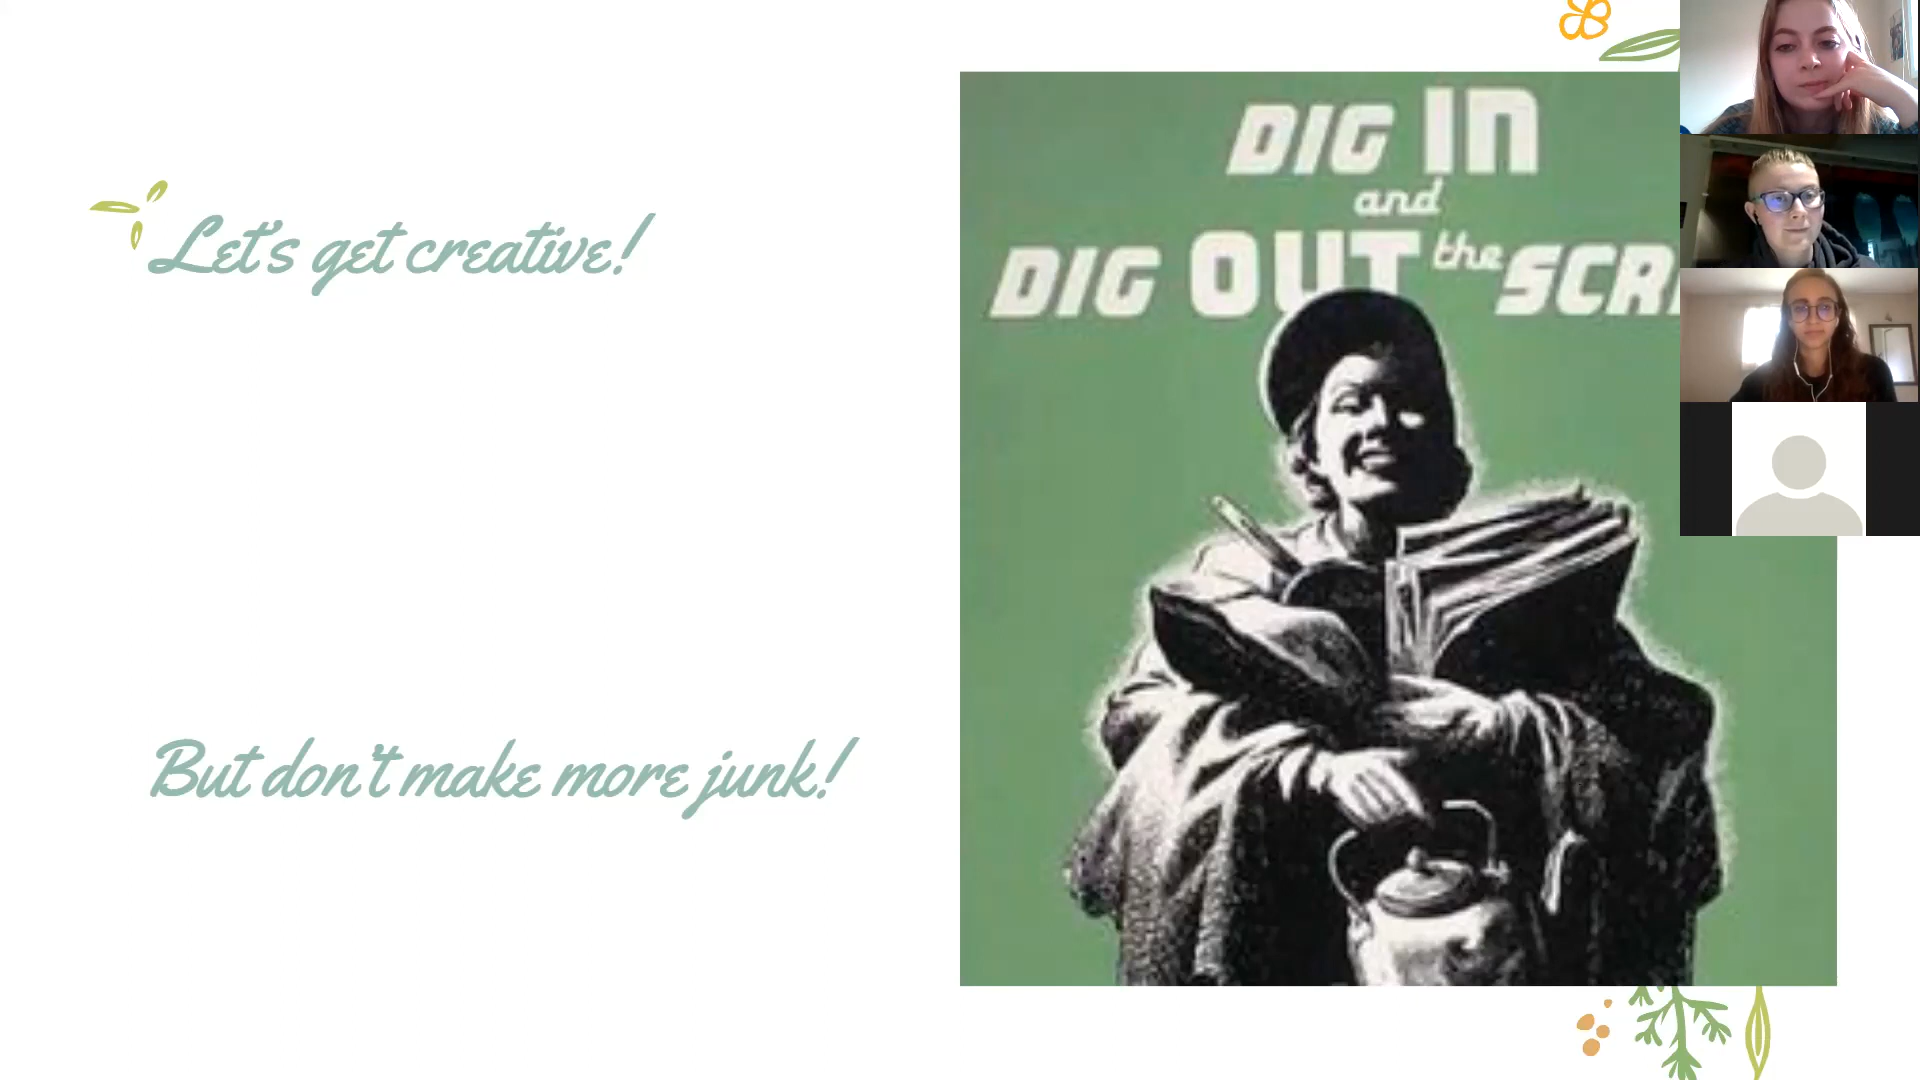 Let's get creative!
But don't make more junk!
DIG IN
and
DIG OUT the